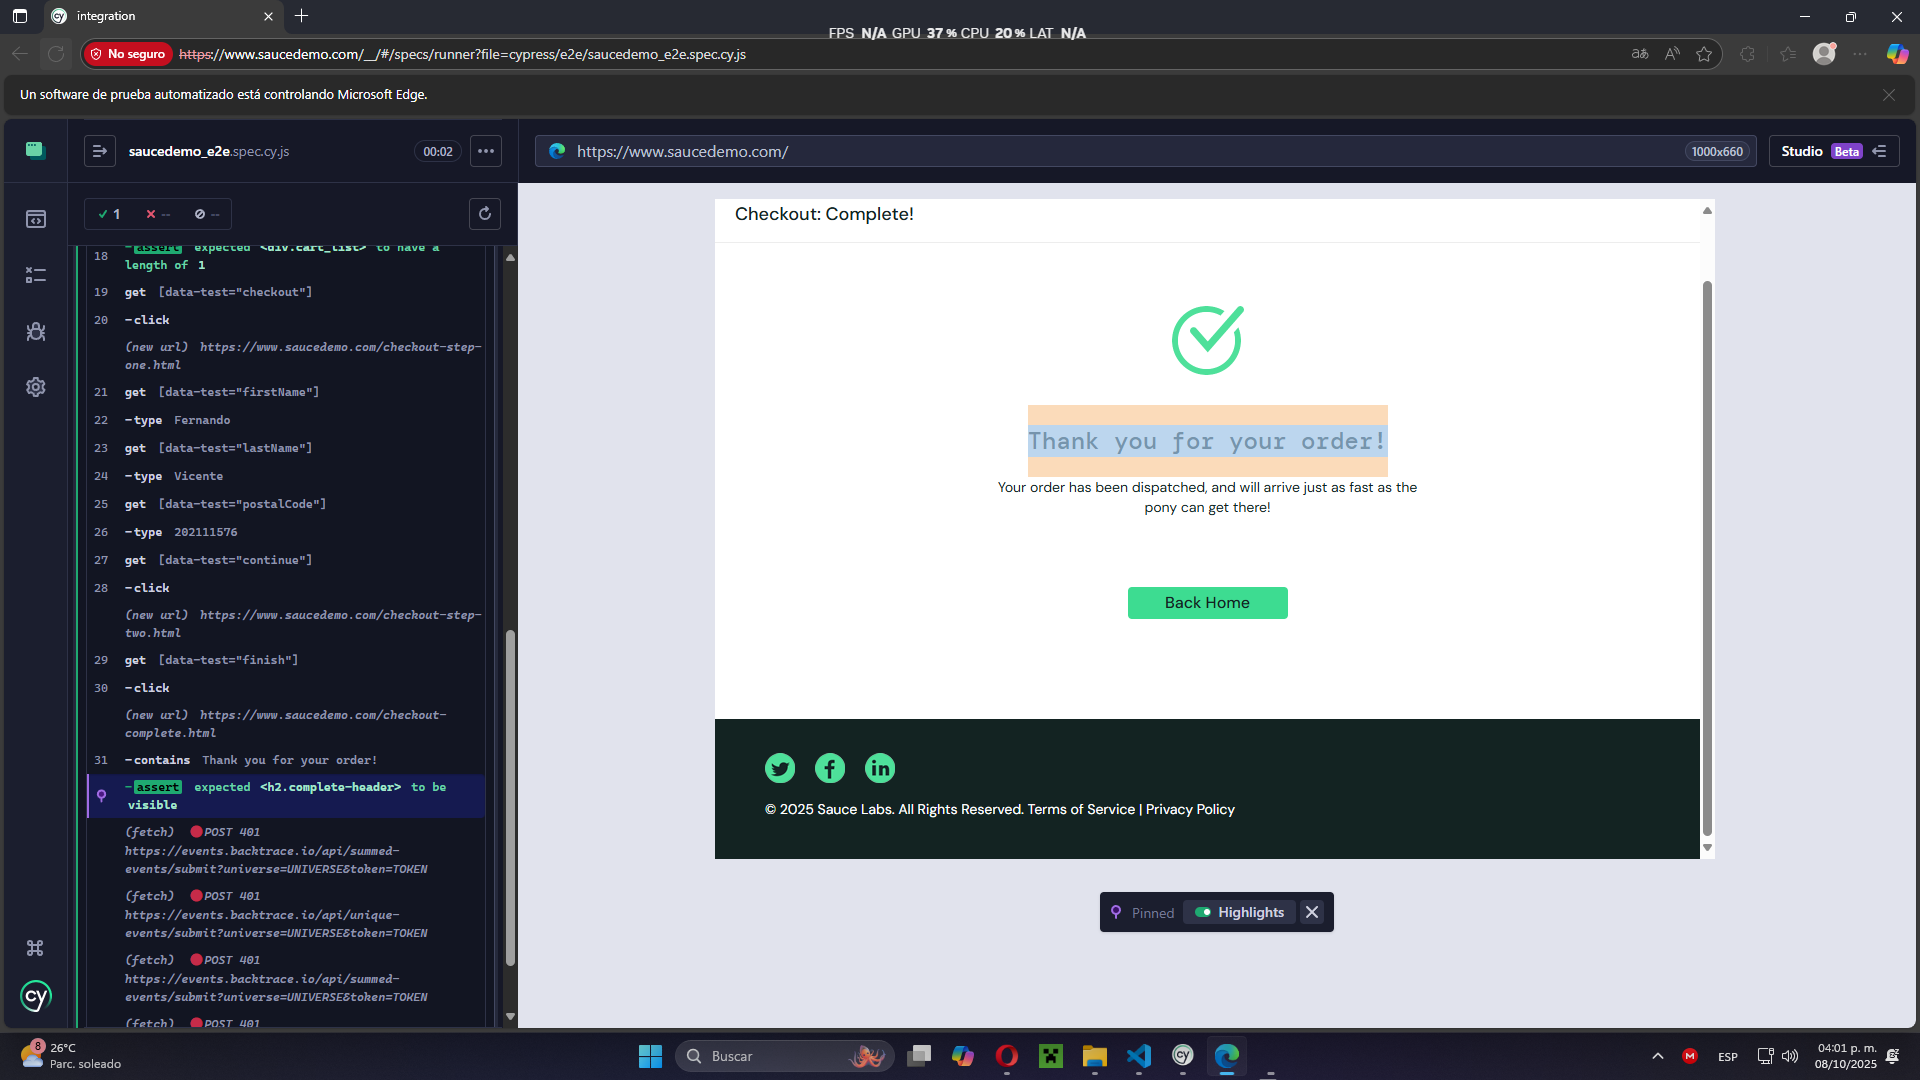 integration
FPS N/A GPU 37 % CPU 20 % LAT N/A
No seguro https://www.saucedemo.com/__/#/specs/runner?file=cypress/e2e/saucedemo_e2e.spec.cy.js
Un software de prueba automatizado está controlando Microsoft Edge.
saucedemo_e2e.spec.cy.js 00:02
https://www.saucedemo.com/ 1000x660 Studio Beta
1 -- --
18 -assert expected <div.cart_list> to have a
length of 1
19 get [data-test="checkout"]
20 -click
(new url) https://www.saucedemo.com/checkout-step-
one.html
21 get [data-test="firstName"]
22 -type Fernando
23 get [data-test="lastName"]
24 -type Vicente
25 get [data-test="postalCode"]
26 -type 202111576
27 get [data-test="continue"]
28 -click
(new url) https://www.saucedemo.com/checkout-step-
two.html
29 get [data-test="finish"]
30 -click
(new url) https://www.saucedemo.com/checkout-
complete.html
31 -contains Thank you for your order!
-assert expected <h2.complete-header> to be
visible
(fetch) POST 401
https://events.backtrace.io/api/summed-
events/submit?universe=UNIVERSE&token=TOKEN
(fetch) POST 401
https://events.backtrace.io/api/unique-
events/submit?universe=UNIVERSE&token=TOKEN
(fetch) POST 401
https://events.backtrace.io/api/summed-
events/submit?universe=UNIVERSE&token=TOKEN
(fetch) POST 401
Checkout: Complete!
Thank you for your order!
Your order has been dispatched, and will arrive just as fast as the
pony can get there!
Back Home
© 2025 Sauce Labs. All Rights Reserved. Terms of Service | Privacy Policy
Pinned Highlights
cy
8
26°C
Parc. soleado
Buscar
ESP
04:01 p. m.
08/10/2025